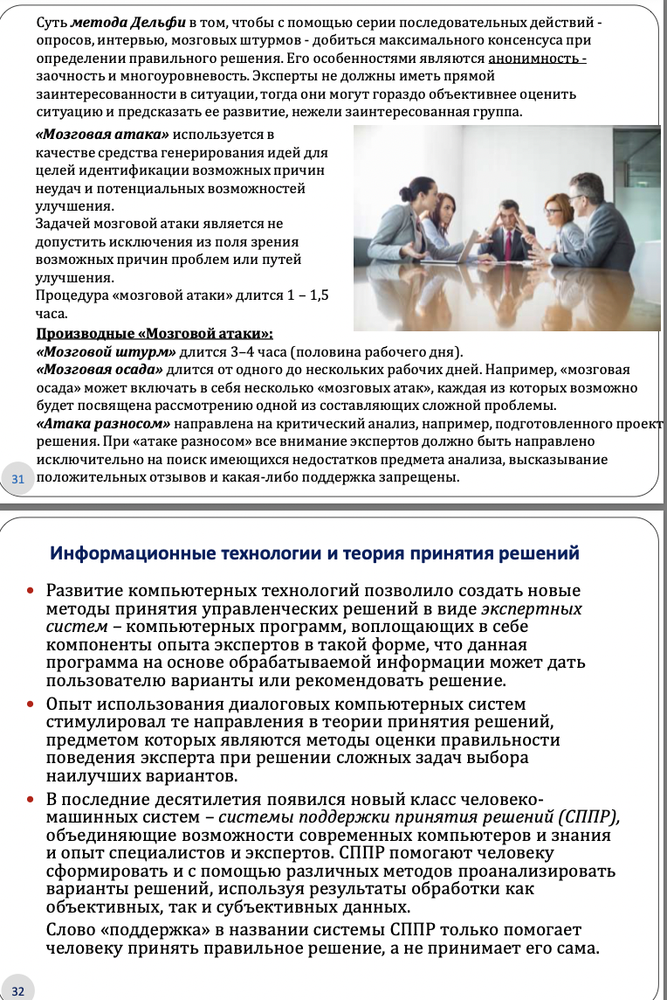 Суть метода Дельфи в том, чтобы с помощью серии последовательных действий -
опросов, интервью, мозговых штурмов - добиться максимального консенсуса при
определении правильного решения. Его особенностями являются анонимность -
заочность и многоуровневость. Эксперты не должны иметь прямой
заинтересованности в ситуации, тогда они могут гораздо объективнее оценить
ситуацию и предсказать ее развитие, нежели заинтересованная группа.
«Мозговая атака» используется в
качестве средства генерирования идей для
целей идентификации возможных причин
неудач и потенциальных возможностей
улучшения.
Задачей мозговой атаки является не
допустить исключения из поля зрения
возможных причин проблем или путей
улучшения.
Процедура «мозговой атаки» длится 1 – 1,5
часа.
Производные «Мозговой атаки»:
«Мозговой штурм» длится 3–4 часа (половина рабочего дня).
«Мозговая осада» длится от одного до нескольких рабочих дней. Например, «мозговая
осада» может включать в себя несколько «мозговых атак», каждая из которых возможно
будет посвящена рассмотрению одной из составляющих сложной проблемы.
«Атака разносом» направлена на критический анализ, например, подготовленного проект
решения. При «атаке разносом» все внимание экспертов должно быть направлено
исключительно на поиск имеющихся недостатков предмета анализа, высказывание
положительных отзывов и какая-либо поддержка запрещены.
31
Информационные технологии и теория принятия решений
• Развитие компьютерных технологий позволило создать новые
методы принятия управленческих решений в виде экспертных
систем – компьютерных программ, воплощающих в себе
компоненты опыта экспертов в такой форме, что данная
программа на основе обрабатываемой информации может дать
пользователю варианты или рекомендовать решение.
• Опыт использования диалоговых компьютерных систем
стимулировал те направления в теории принятия решений,
предметом которых являются методы оценки правильности
поведения эксперта при решении сложных задач выбора
наилучших вариантов.
• В последние десятилетия появился новый класс человеко-
машинных систем – системы поддержки принятия решений (СППР),
объединяющие возможности современных компьютеров и знания
и опыт специалистов и экспертов. СППР помогают человеку
сформировать и с помощью различных методов проанализировать
варианты решений, используя результаты обработки как
объективных, так и субъективных данных.
Слово «поддержка» в названии системы СППР только помогает
человеку принять правильное решение, а не принимает его сама.
32